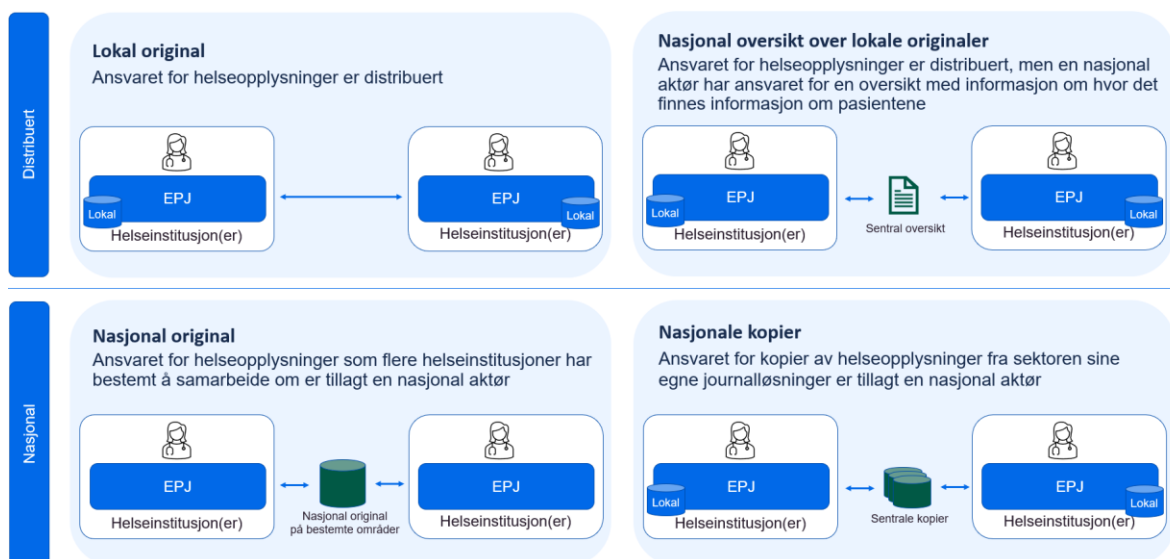 Distribuert
Lokal original
Ansvaret for helseopplysninger er distribuert
EPJ
Lokal
Helseinstitusjon(er)
EPJ
Lokal
Helseinstitusjon(er)
Nasjonal oversikt over lokale originaler
Ansvaret for helseopplysninger er distribuert, men en nasjonal
aktør har ansvaret for en oversikt med informasjon om hvor det
finnes informasjon om pasientene
EPJ
Lokal
Helseinstitusjon(er)
Sentral oversikt
EPJ
Lokal
Helseinstitusjon(er)
Nasjonal
Nasjonal original
Ansvaret for helseopplysninger som flere helseinstitusjoner har
bestemt å samarbeide om er tillagt en nasjonal aktør
EPJ
Helseinstitusjon(er)
Nasjonal original
på bestemte områder
EPJ
Helseinstitusjon(er)
Nasjonale kopier
Ansvaret for kopier av helseopplysninger fra sektoren sine
egne journalløsninger er tillagt en nasjonal aktør
EPJ
Lokal
Helseinstitusjon(er)
Sentrale kopier
EPJ
Lokal
Helseinstitusjon(er)